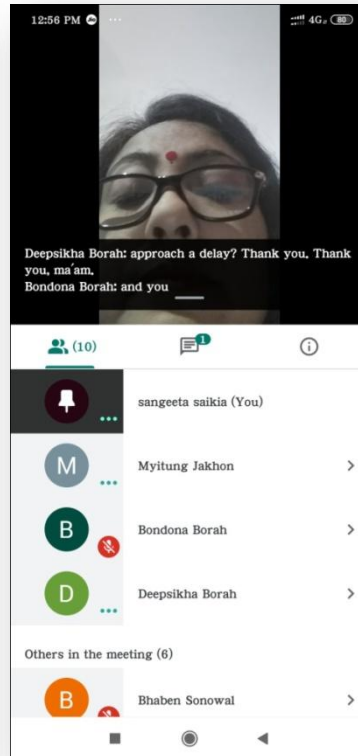 12:56 PM
4G 80
Deepsikha Borah: approach a delay? Thank
you. Thank
you, ma'am.
Bondona Borah: and you
(10)
1
sangeeta saikia (You)
M
Myitung Jakhon
B
Bondona Borah
D
Deepsikha Borah
Others in the meeting (6)
B
Bhaben Sonowal